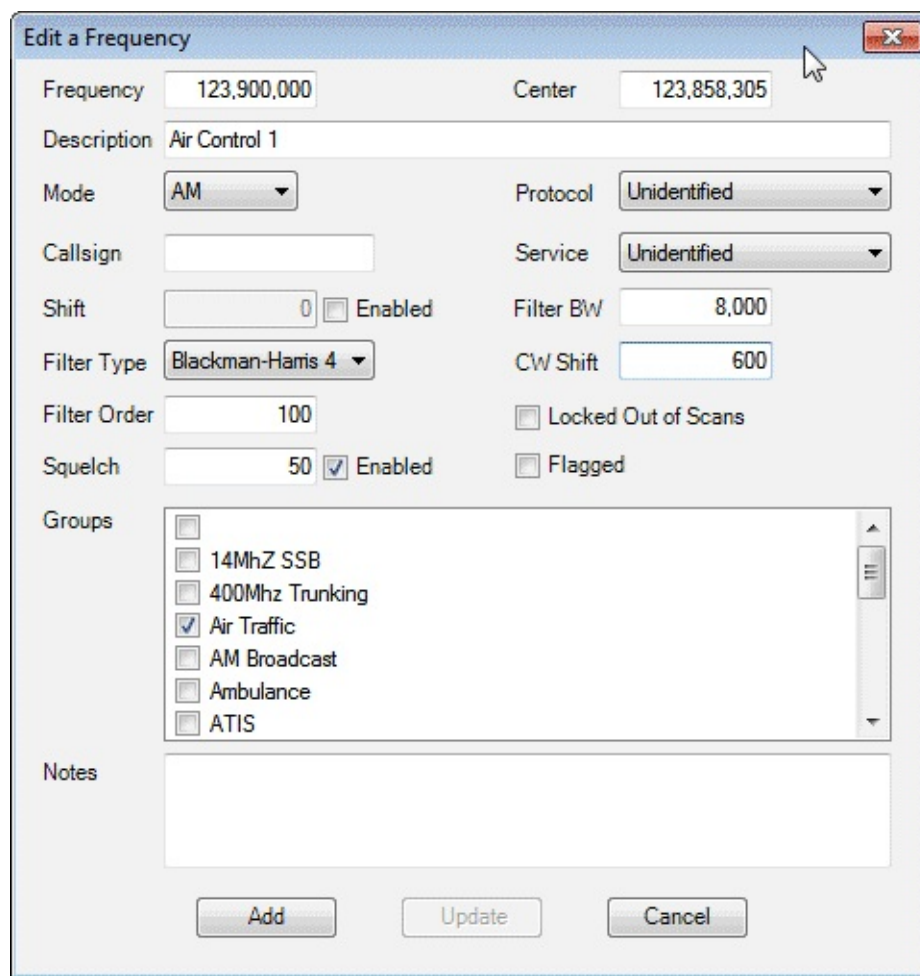 Edit a Frequency
Frequency 123,900,000 Center 123,858,305
Description Air Control 1
Mode AM Protocol Unidentified
Callsign Service Unidentified
Shift 0 Enabled Filter BW 8,000
Filter Type Blackman-Harris 4 CW Shift 600
Filter Order 100 Locked Out of Scans
Squelch 50 Enabled Flagged
Groups
14MhZ SSB
400Mhz Trunking
Air Traffic
AM Broadcast
Ambulance
ATIS
Notes
Add Update Cancel